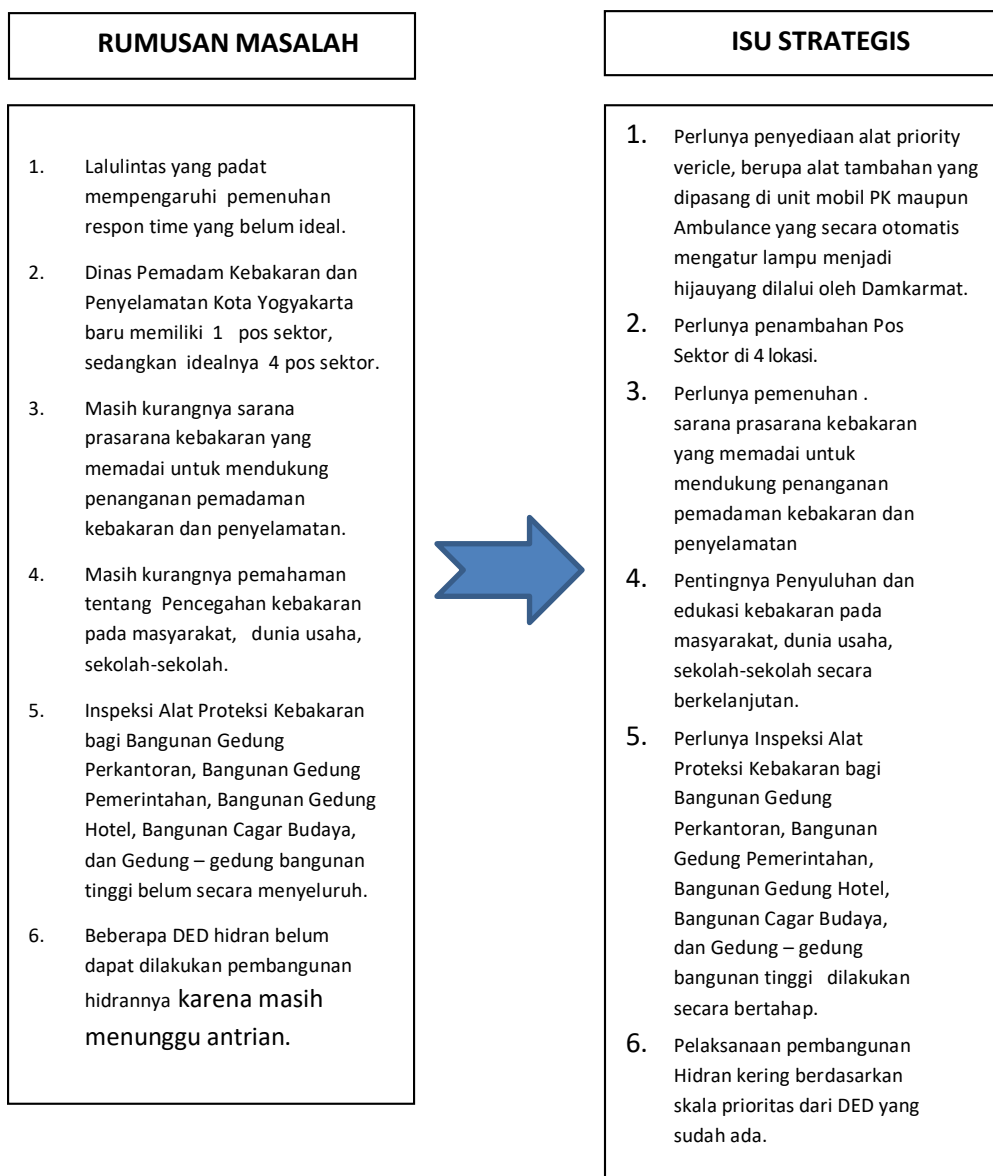 RUMUSAN MASALAH
1. Lalulintas yang padat
mempengaruhi pemenuhan
respon time yang belum ideal.
2. Dinas Pemadam Kebakaran dan
Penyelamatan Kota Yogyakarta
baru memiliki 1 pos sektor,
sedangkan idealnya 4 pos sektor.
3. Masih kurangnya sarana
prasarana kebakaran yang
memadai untuk mendukung
penanganan pemadaman
kebakaran dan penyelamatan.
4. Masih kurangnya pemahaman
tentang Pencegahan kebakaran
pada masyarakat, dunia usaha,
sekolah-sekolah.
5. Inspeksi Alat Proteksi Kebakaran
bagi Bangunan Gedung
Perkantoran, Bangunan Gedung
Pemerintahan, Bangunan Gedung
Hotel, Bangunan Cagar Budaya,
dan Gedung – gedung bangunan
tinggi belum secara menyeluruh.
6. Beberapa DED hidran belum
dapat dilakukan pembangunan
hidrannya karena masih
menunggu antrian.
ISU STRATEGIS
1. Perlunya penyediaan alat priority
vericle, berupa alat tambahan yang
dipasang di unit mobil PK maupun
Ambulance yang secara otomatis
mengatur lampu menjadi
hijauyang dilalui oleh Damkarmat.
2. Perlunya penambahan Pos
Sektor di 4 lokasi.
3. Perlunya pemenuhan .
sarana prasarana kebakaran
yang memadai untuk
mendukung penanganan
pemadaman kebakaran dan
penyelamatan
4. Pentingnya Penyuluhan dan
edukasi kebakaran pada
masyarakat, dunia usaha,
sekolah-sekolah secara
berkelanjutan.
5. Perlunya Inspeksi Alat
Proteksi Kebakaran bagi
Bangunan Gedung
Perkantoran, Bangunan
Gedung Pemerintahan,
Bangunan Gedung Hotel,
Bangunan Cagar Budaya,
dan Gedung – gedung
bangunan tinggi dilakukan
secara bertahap.
6. Pelaksanaan pembangunan
Hidran kering berdasarkan
skala prioritas dari DED yang
sudah ada.